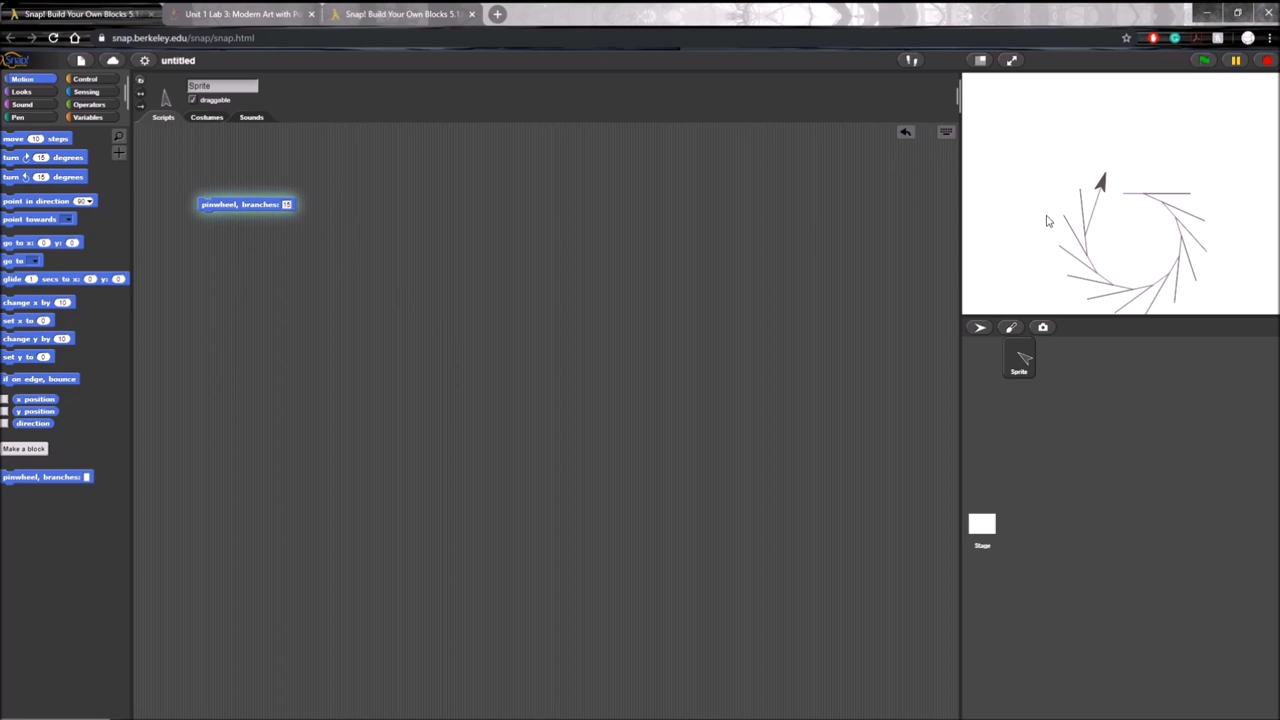 Snap! Build Your Own Blocks 5.1
Unit 1 Lab 3: Modern Art with Po
Snap! Build Your Own Blocks 5.1
snap.berkeley.edu/snap/snap.html
Snap!
untitled
Motion
Control
Looks
Sensing
Sound
Operators
Pen
Variables
Sprite
draggable
Scripts
Costumes
Sounds
move 10 steps
turn 15 degrees
turn 15 degrees
point in direction 90
point towards
go to x: 0 y: 0
go to
glide 1 secs to x: 0 y: 0
change x by 10
set x to 0
change y by 10
set y to 0
if on edge, bounce
x position
y position
direction
Make a block
pinwheel, branches:
pinwheel, branches: 15
Sprite
Stage